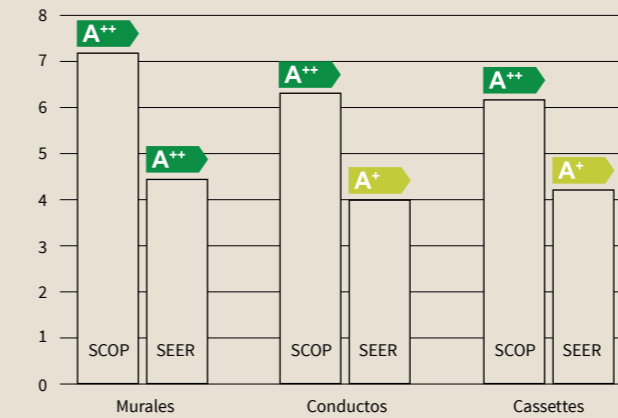 8
A++
7
A++
A++
6
5
A++
A+
A+
4
3
2
1
SCOP SEER SCOP SEER SCOP SEER
0
Murales Conductos Cassettes